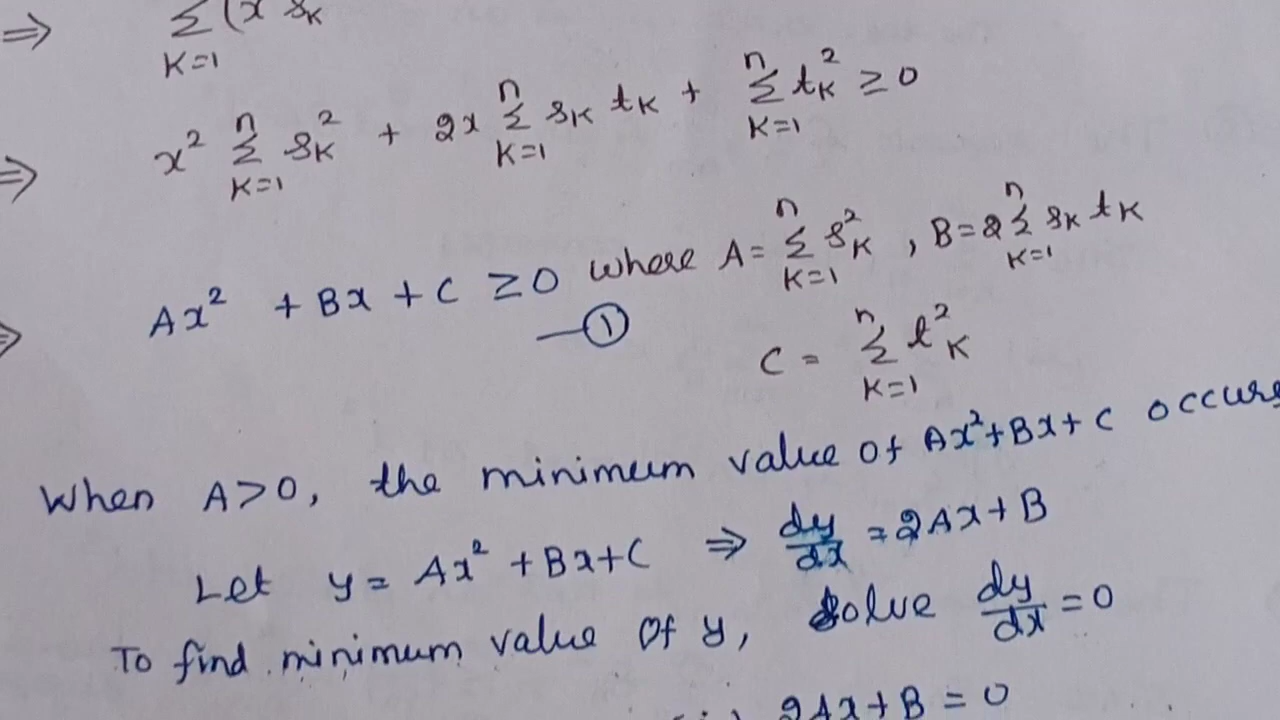 ⇒ Σ (x s_K
K=1
⇒ x² Σ_{K=1}^{n} s_K² + 2x Σ_{K=1}^{n} s_K t_K + Σ_{K=1}^{n} t_K² ≥ 0
⇒ Ax² + Bx + C ≥ 0 where A = Σ_{K=1}^{n} s_K², B = 2 Σ_{K=1}^{n} s_K t_K
—① C = Σ_{K=1}^{n} t_K²
When A > 0, the minimum value of Ax² + Bx + C occurs
Let y = Ax² + Bx + C ⇒ dy/dx = 2Ax + B
To find minimum value of y, solve dy/dx = 0
2Ax + B = 0